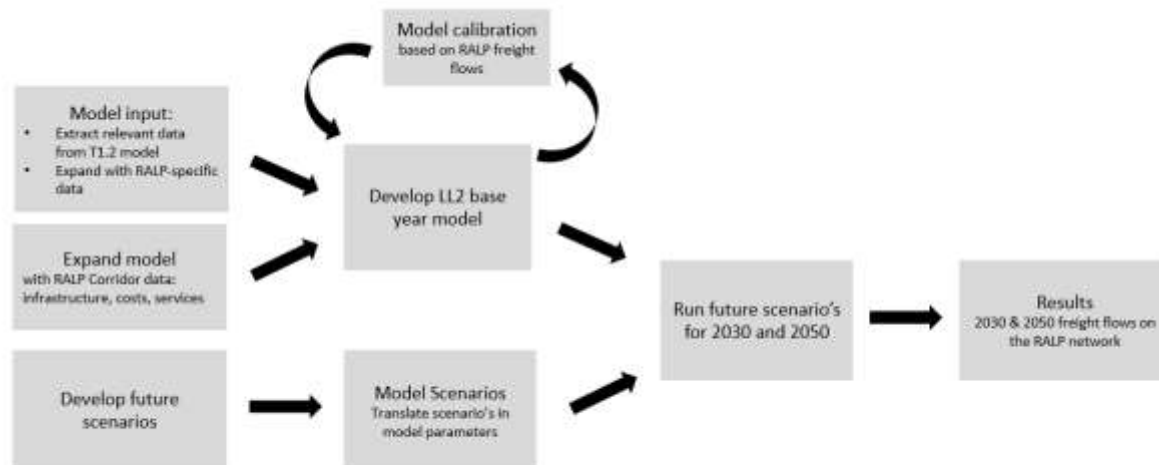 Model calibration
based on RALP freight
flows
Model input:
• Extract relevant data
from T1.2 model
• Expand with RALP-specific
data
Develop LL2 base
year model
Expand model
with RALP Corridor data:
infrastructure, costs, services
Run future scenario's
for 2030 and 2050
Results
2030 & 2050 freight flows on
the RALP network
Develop future
scenarios
Model Scenarios
Translate scenario's in
model parameters